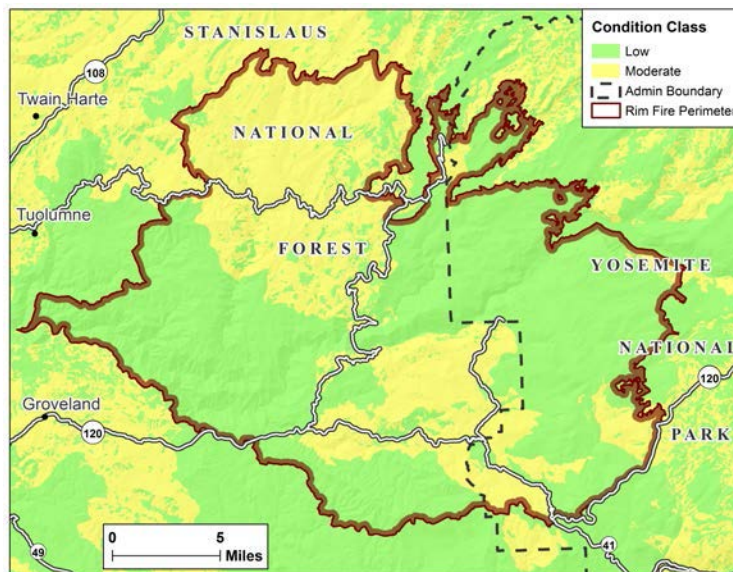 STANISLAUS
NATIONAL
FOREST
YOSEMITE
NATIONAL
PARK
108
Twain Harte
Tuolumne
Groveland
120
120
49
41
Condition Class
Low
Moderate
Admin Boundary
Rim Fire Perimeter
0 5
Miles